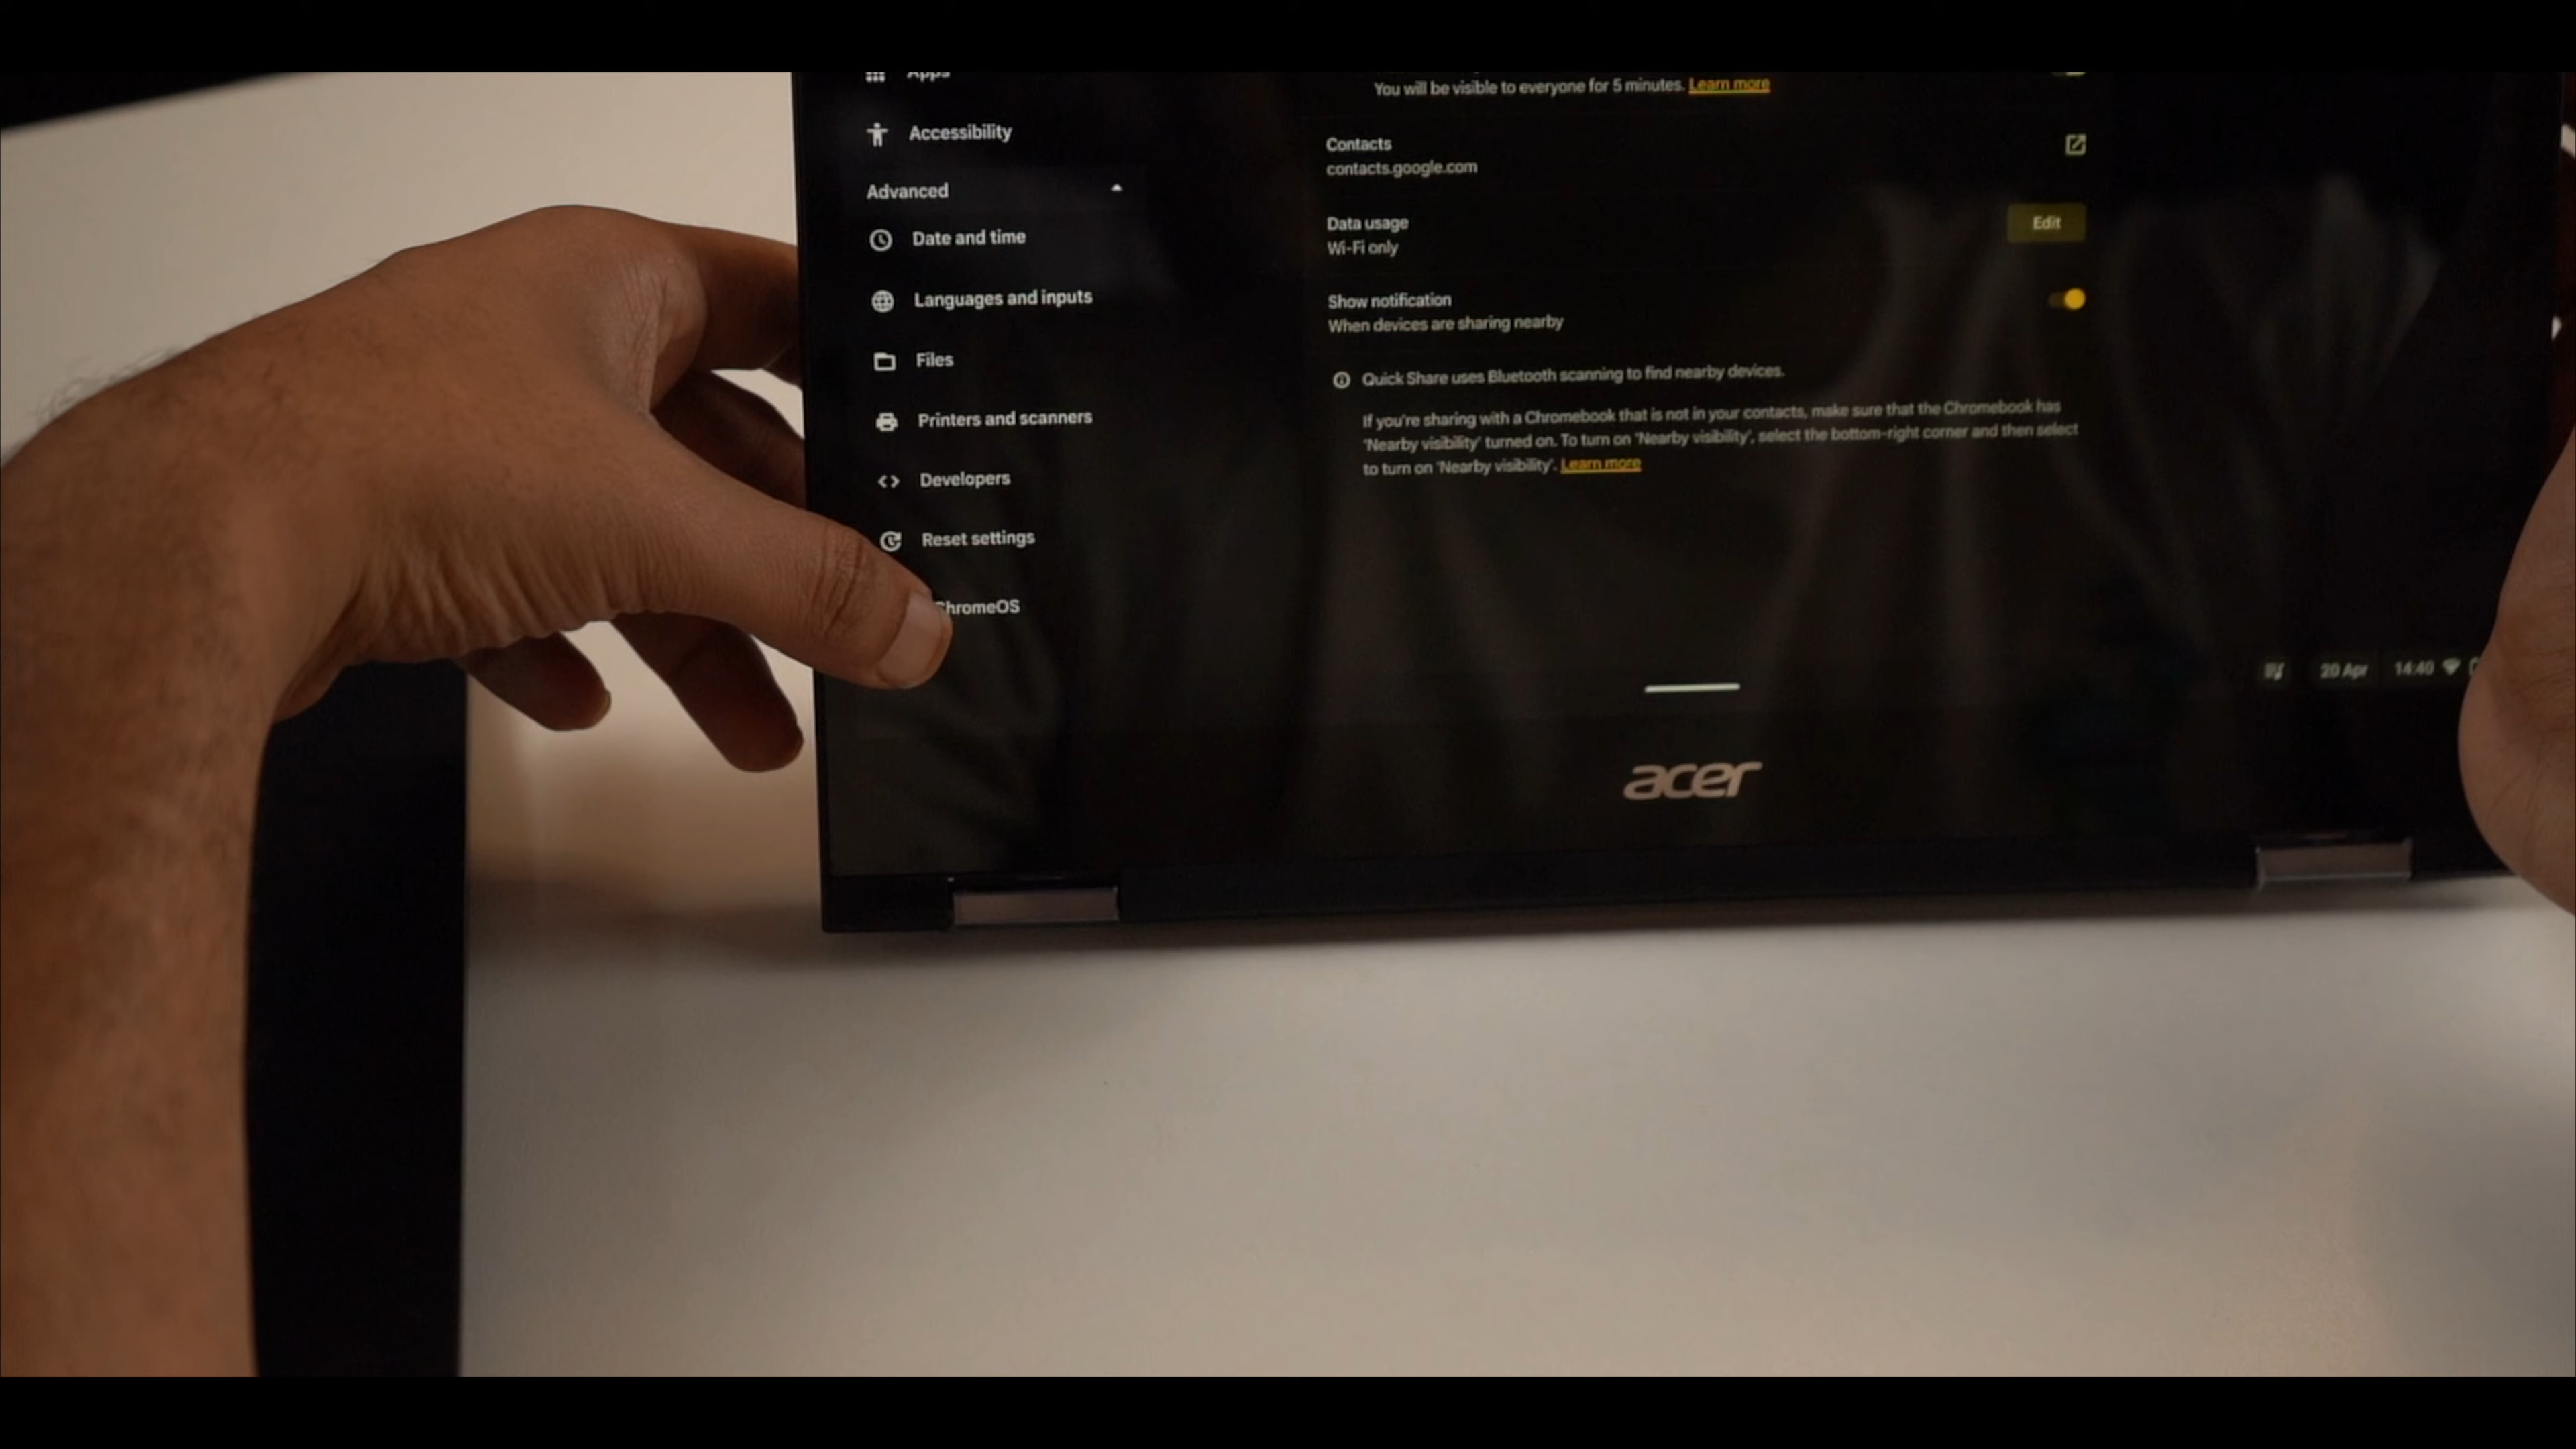 Apps
Accessibility
Advanced
Date and time
Languages and inputs
Files
Printers and scanners
Developers
Reset settings
ChromeOS
You will be visible to everyone for 5 minutes. Learn more
Contacts
contacts.google.com
Data usage
Wi-Fi only
Edit
Show notification
When devices are sharing nearby
Quick Share uses Bluetooth scanning to find nearby devices.
If you're sharing with a Chromebook that is not in your contacts, make sure that the Chromebook has
'Nearby visibility' turned on. To turn on 'Nearby visibility', select the bottom-right corner and then select
to turn on 'Nearby visibility'. Learn more
20 Apr 14:40
acer